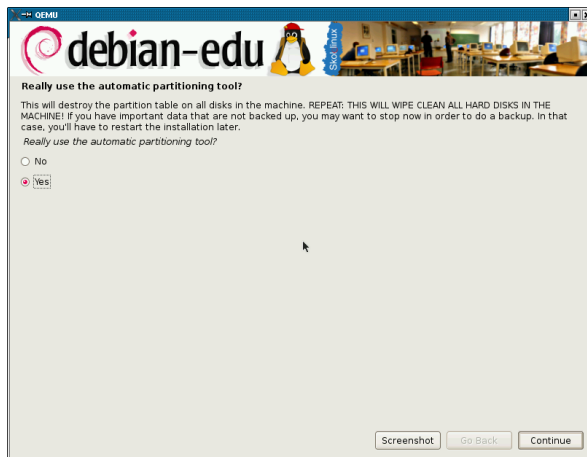 QEMU
debian-edu
Skolelinux
Really use the automatic partitioning tool?
This will destroy the partition table on all disks in the machine. REPEAT: THIS WILL WIPE CLEAN ALL HARD DISKS IN THE
MACHINE! If you have important data that are not backed up, you may want to stop now in order to do a backup. In that
case, you'll have to restart the installation later.
Really use the automatic partitioning tool?
No
Yes
Screenshot
Go Back
Continue